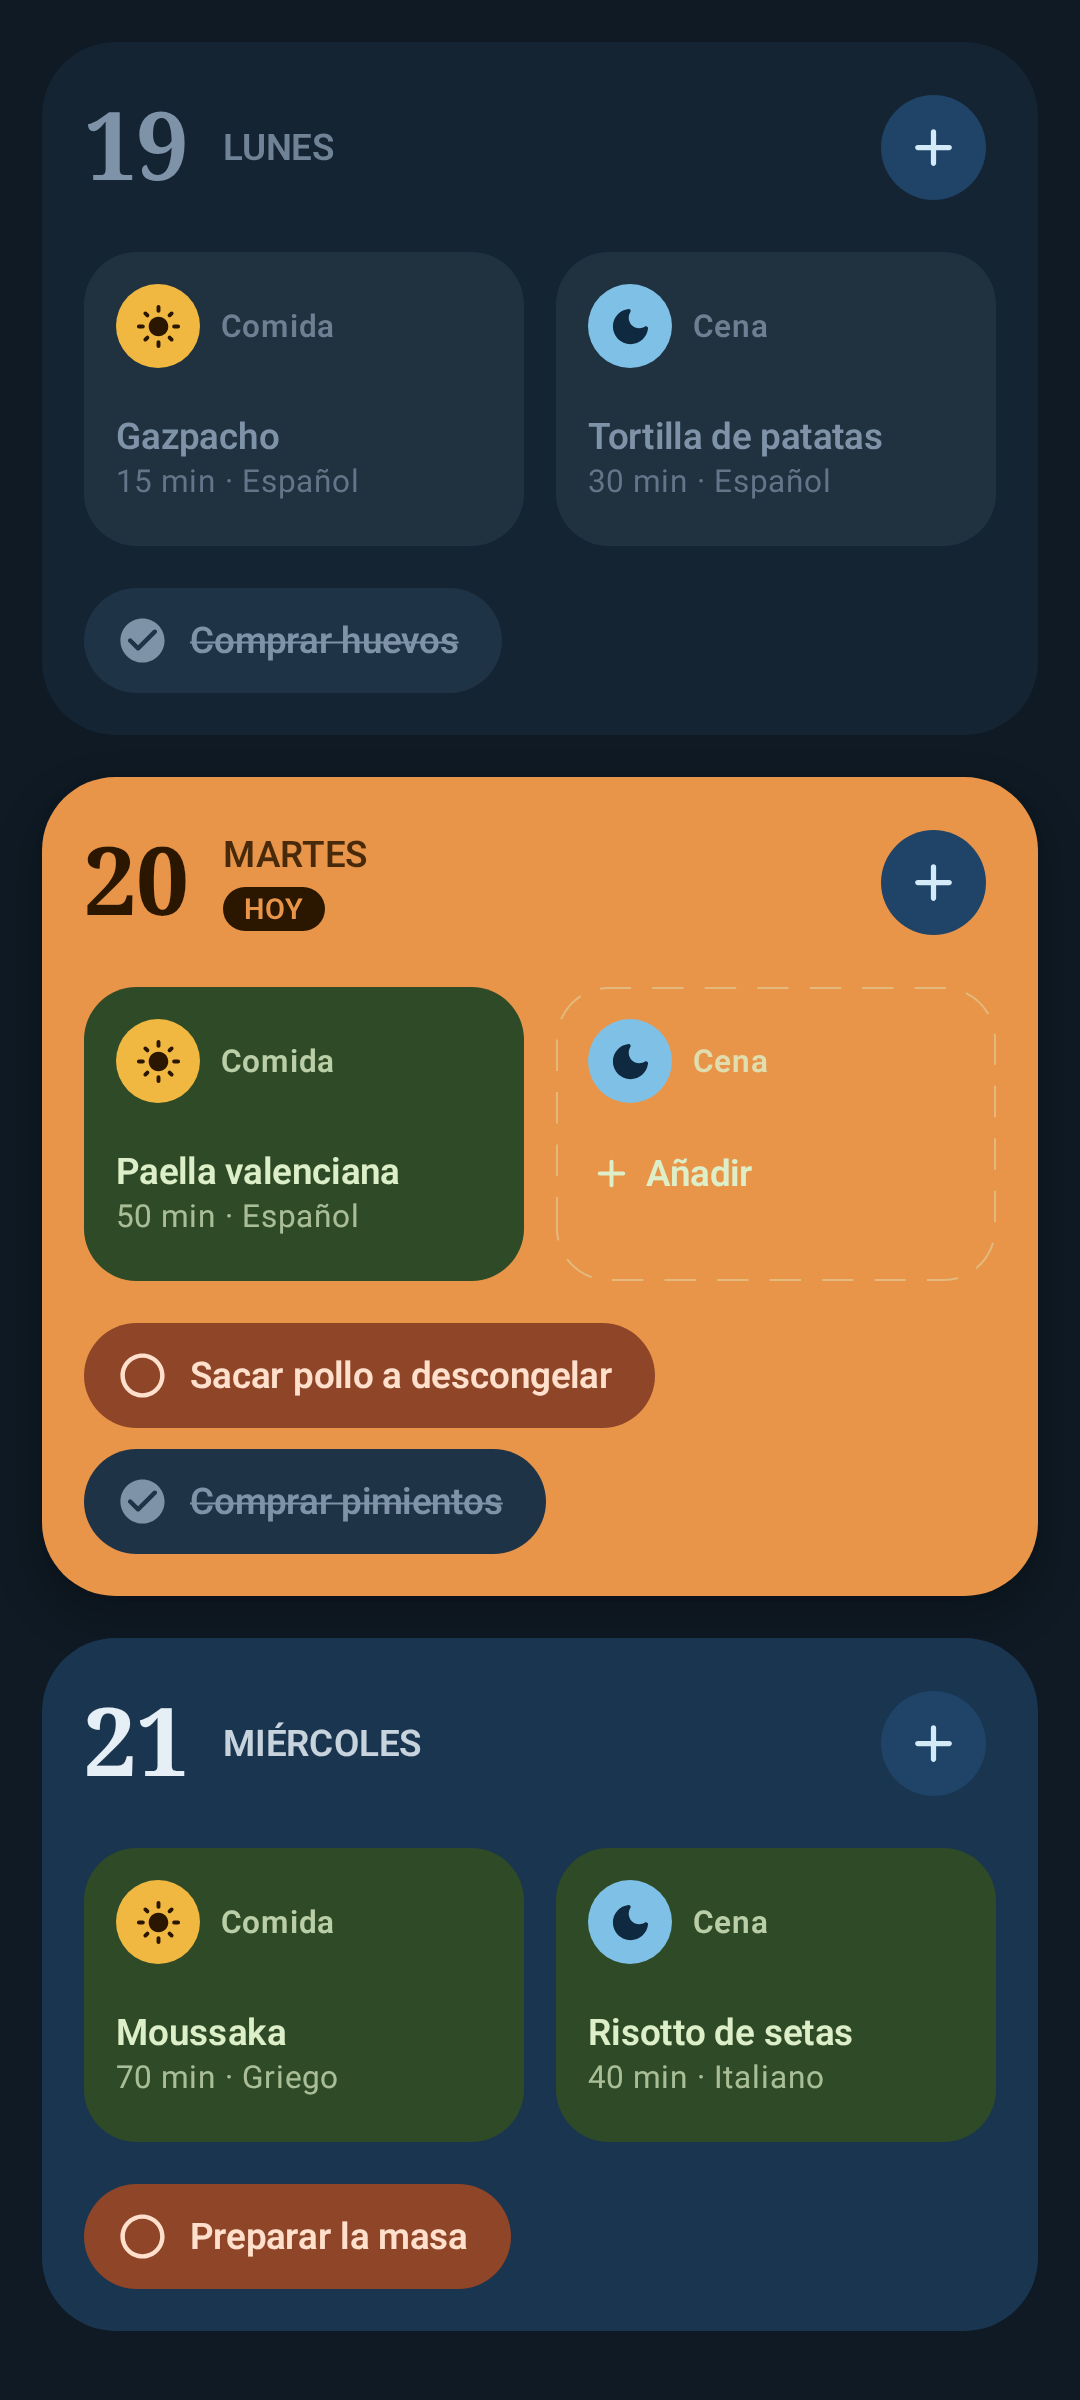 19 LUNES
Comida
Gazpacho
15 min · Español
Cena
Tortilla de patatas
30 min · Español
Comprar huevos
20 MARTES
HOY
Comida
Paella valenciana
50 min · Español
Cena
Añadir
Sacar pollo a descongelar
Comprar pimientos
21 MIÉRCOLES
Comida
Moussaka
70 min · Griego
Cena
Risotto de setas
40 min · Italiano
Preparar la masa